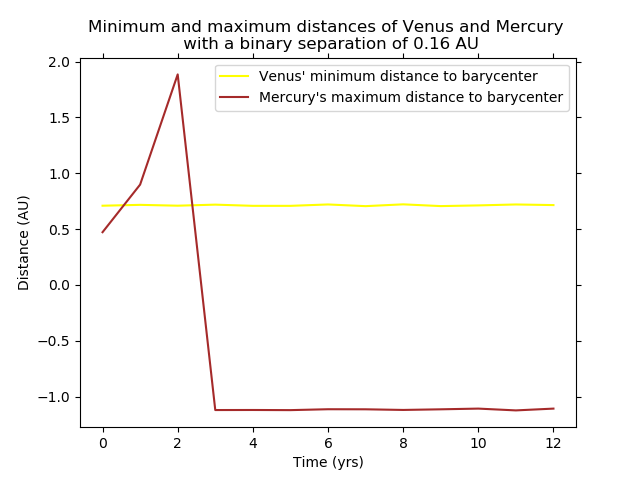 Minimum and maximum distances of Venus and Mercury
with a binary separation of 0.16 AU
Venus' minimum distance to barycenter
Mercury's maximum distance to barycenter
Distance (AU)
2.0
1.5
1.0
0.5
0.0
−0.5
−1.0
0 2 4 6 8 10 12
Time (yrs)